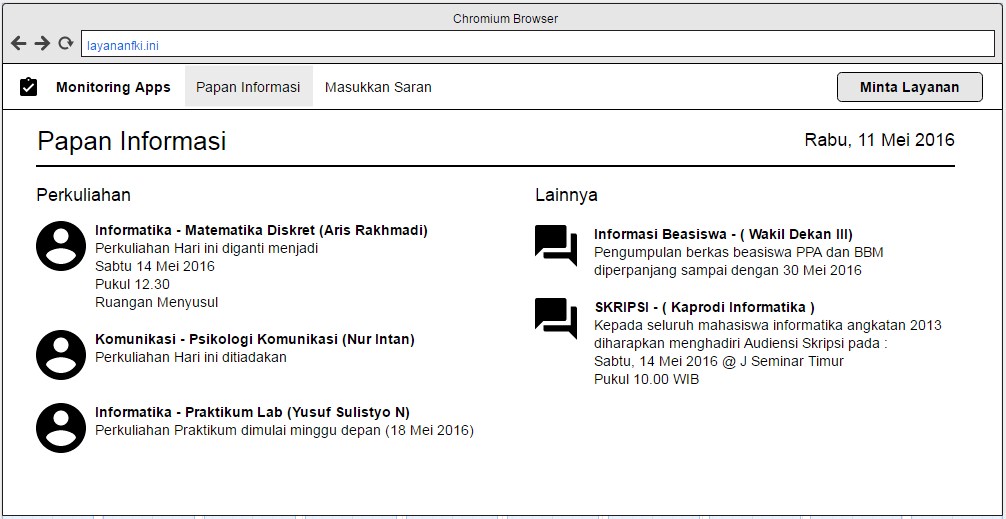 Chromium Browser
layananfki.ini
Monitoring Apps
Papan Informasi
Masukkan Saran
Minta Layanan
Papan Informasi
Rabu, 11 Mei 2016
Perkuliahan
Informatika - Matematika Diskret (Aris Rakhmadi)
Perkuliahan Hari ini diganti menjadi
Sabtu 14 Mei 2016
Pukul 12.30
Ruangan Menyusul
Komunikasi - Psikologi Komunikasi (Nur Intan)
Perkuliahan Hari ini ditiadakan
Informatika - Praktikum Lab (Yusuf Sulistyo N)
Perkuliahan Praktikum dimulai minggu depan (18 Mei 2016)
Lainnya
Informasi Beasiswa - ( Wakil Dekan III)
Pengumpulan berkas beasiswa PPA dan BBM
diperpanjang sampai dengan 30 Mei 2016
SKRIPSI - ( Kaprodi Informatika )
Kepada seluruh mahasiswa informatika angkatan 2013
diharapkan menghadiri Audiensi Skripsi pada :
Sabtu, 14 Mei 2016 @ J Seminar Timur
Pukul 10.00 WIB